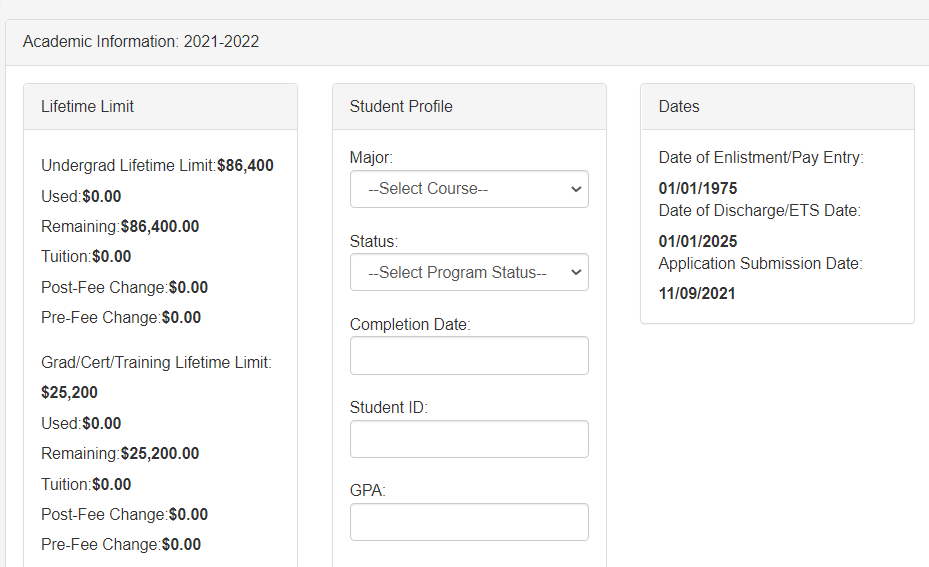 Academic Information: 2021-2022
Lifetime Limit
Undergrad Lifetime Limit:$86,400
Used:$0.00
Remaining:$86,400.00
Tuition:$0.00
Post-Fee Change:$0.00
Pre-Fee Change:$0.00
Grad/Cert/Training Lifetime Limit:
$25,200
Used:$0.00
Remaining:$25,200.00
Tuition:$0.00
Post-Fee Change:$0.00
Pre-Fee Change:$0.00
Student Profile
Major:
--Select Course--
Status:
--Select Program Status--
Completion Date:
Student ID:
GPA:
Dates
Date of Enlistment/Pay Entry:
01/01/1975
Date of Discharge/ETS Date:
01/01/2025
Application Submission Date:
11/09/2021